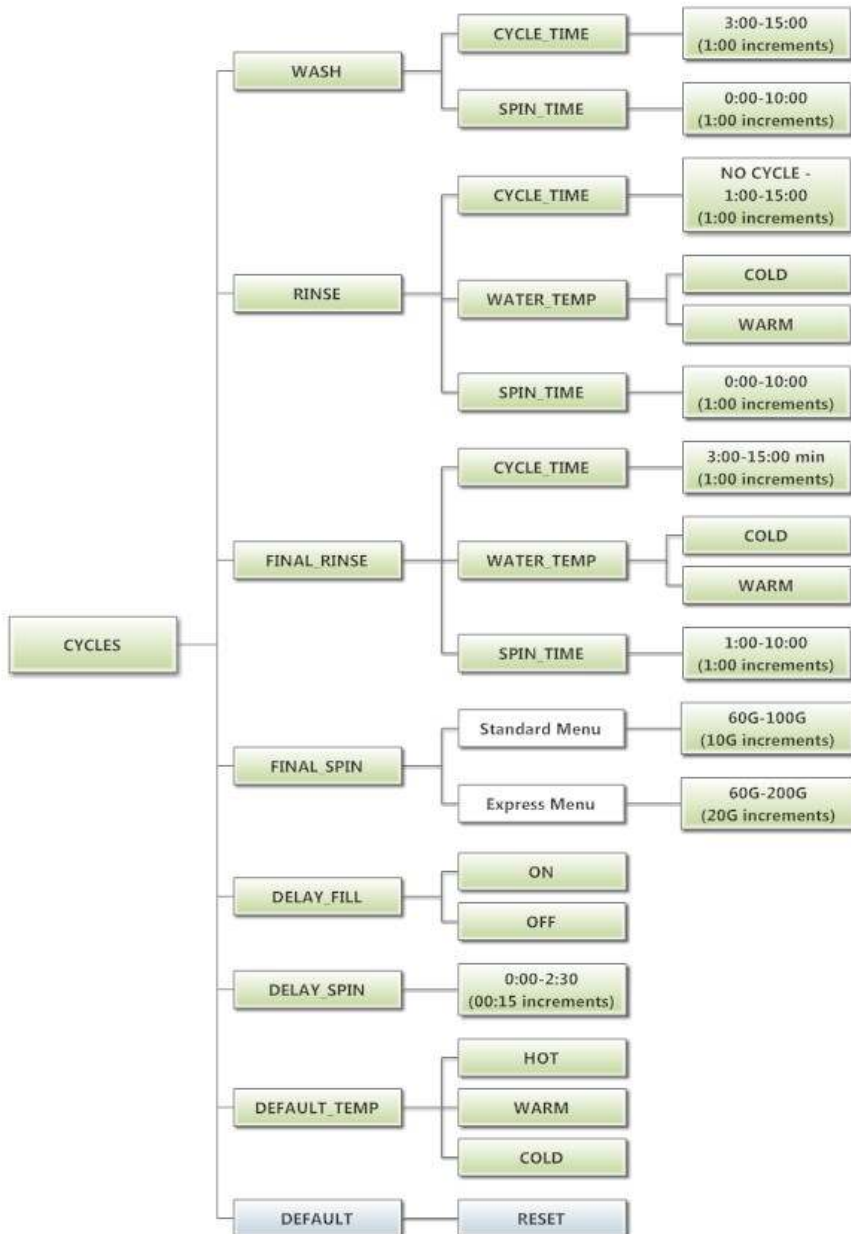 CYCLES
WASH
CYCLE_TIME
3:00-15:00
(1:00 increments)
SPIN_TIME
0:00-10:00
(1:00 increments)
RINSE
CYCLE_TIME
NO CYCLE -
1:00-15:00
(1:00 increments)
WATER_TEMP
COLD
WARM
SPIN_TIME
0:00-10:00
(1:00 increments)
FINAL_RINSE
CYCLE_TIME
3:00-15:00 min
(1:00 increments)
WATER_TEMP
COLD
WARM
SPIN_TIME
1:00-10:00
(1:00 increments)
FINAL_SPIN
Standard Menu
60G-100G
(10G increments)
Express Menu
60G-200G
(20G increments)
DELAY_FILL
ON
OFF
DELAY_SPIN
0:00-2:30
(00:15 increments)
DEFAULT_TEMP
HOT
WARM
COLD
DEFAULT
RESET